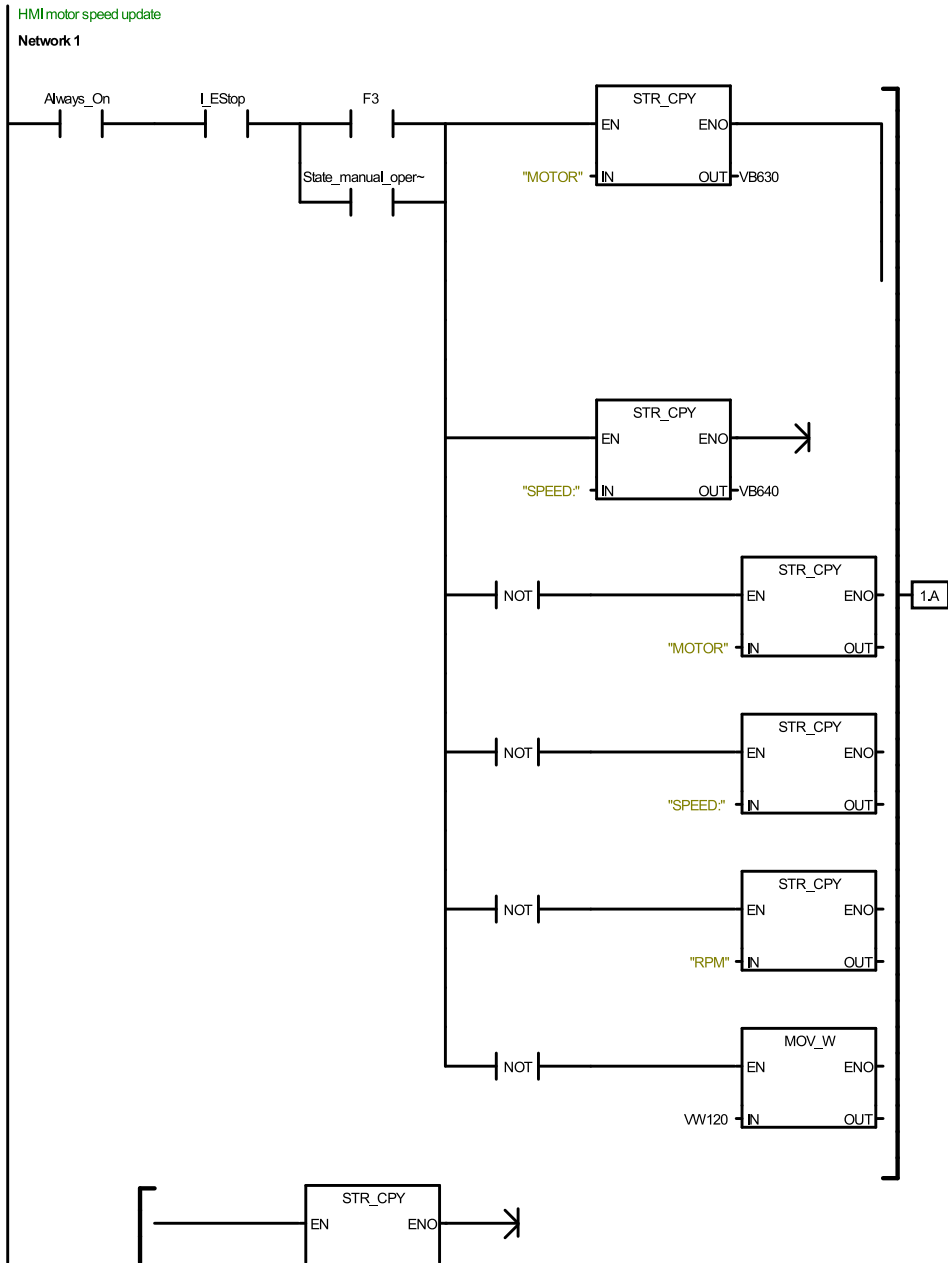 HMI motor speed update
Network 1
Always_On I_EStop F3 STR_CPY
EN ENO
State_manual_oper~
"MOTOR" IN OUT VB630
STR_CPY
EN ENO
"SPEED:" IN OUT VB640
STR_CPY
NOT EN ENO 1.A
"MOTOR" IN OUT
STR_CPY
NOT EN ENO
"SPEED:" IN OUT
STR_CPY
NOT EN ENO
"RPM" IN OUT
MOV_W
NOT EN ENO
VW120 IN OUT
STR_CPY
EN ENO